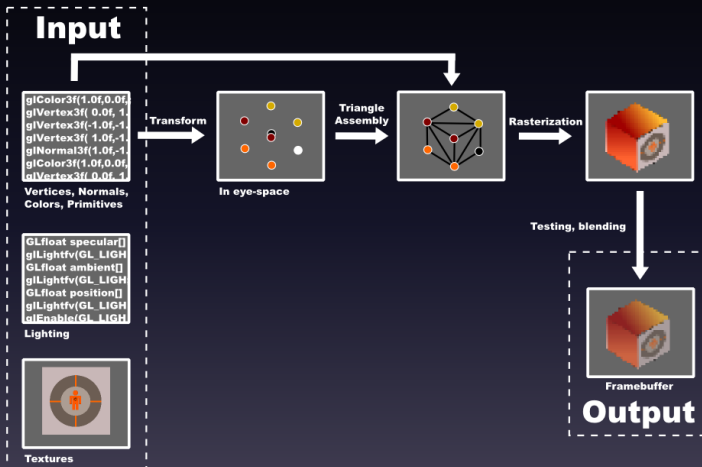 Input
glColor3f(1.0f,0.0f,
glVertex3f( 0.0f, 1.
glVertex3f(-1.0f,-1.
glVertex3f( 1.0f,-1.
glNormal3f(1.0f,-1.
glColor3f(1.0f,0.0f,
glVertex3f( 0.0f, 1
Vertices, Normals,
Colors, Primitives
Transform
In eye-space
Triangle
Assembly
Rasterization
Testing, blending
GLfloat specular[]
glLightfv(GL_LIGH
GLfloat ambient[]
glLightfv(GL_LIGH
GLfloat position[]
glLightfv(GL_LIGH
glEnable(GL_LIGH
Lighting
Textures
Framebuffer
Output